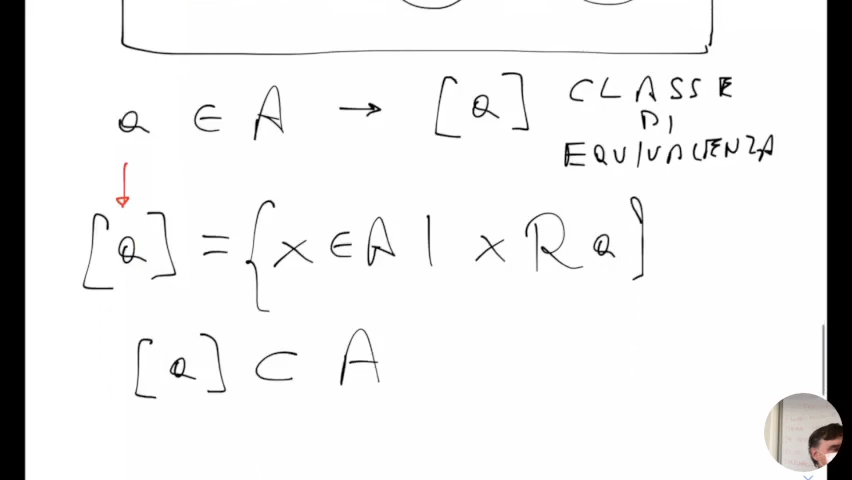 a ∈ A → [a] CLASSE
DI
EQUIVALENZA
[a] = {x ∈ A | x R a}
[a] ⊂ A